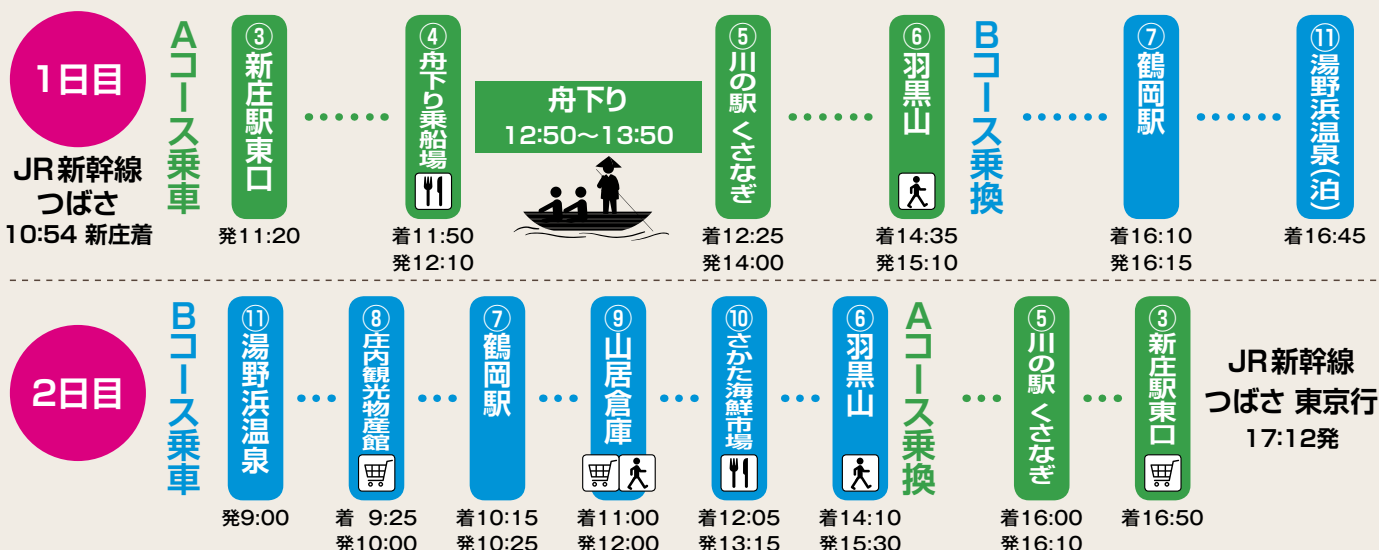 1日目
JR新幹線
つばさ
10:54 新庄着
Aコース乗車
③新庄駅東口
発11:20
④舟下り乗船場
着11:50
発12:10
舟下り
12:50〜13:50
⑤川の駅 くさなぎ
着12:25
発14:00
⑥羽黒山
着14:35
発15:10
Bコース乗換
⑦鶴岡駅
着16:10
発16:15
⑪湯野浜温泉(泊)
着16:45
2日目
Bコース乗車
⑪湯野浜温泉
発9:00
⑧庄内観光物産館
着 9:25
発10:00
⑦鶴岡駅
着10:15
発10:25
⑨山居倉庫
着11:00
発12:00
⑩さかた海鮮市場
着12:05
発13:15
⑥羽黒山
着14:10
発15:30
Aコース乗換
⑤川の駅 くさなぎ
着16:00
発16:10
③新庄駅東口
着16:50
JR新幹線
つばさ 東京行
17:12発